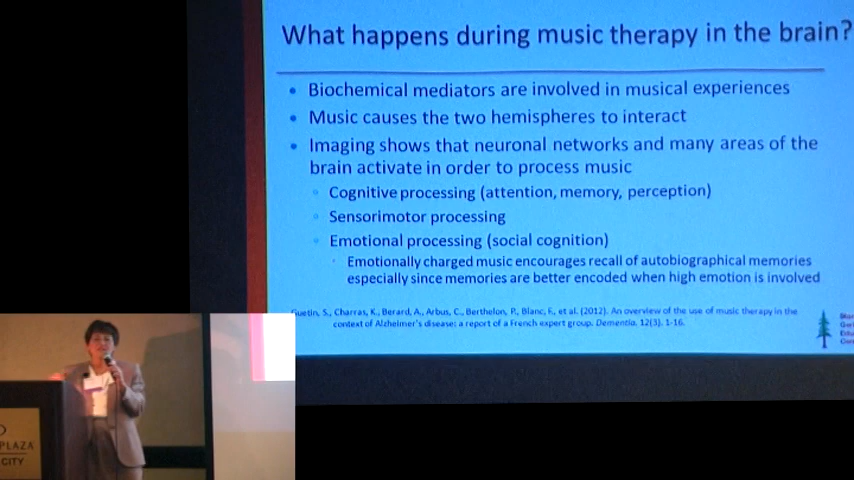 What happens during music therapy in the brain?
• Biochemical mediators are involved in musical experiences
• Music causes the two hemispheres to interact
• Imaging shows that neuronal networks and many areas of the
brain activate in order to process music
Cognitive processing (attention, memory, perception)
Sensorimotor processing
Emotional processing (social cognition)
Emotionally charged music encourages recall of autobiographical memories
especially since memories are better encoded when high emotion is involved
Guetin, S., Charras, K., Berard, A., Arbus, C., Berthelon, P., Blanc, F., et al. (2012). An overview of the use of music therapy in the
context of Alzheimer's disease: a report of a French expert group. Dementia. 12(3). 1-16.
PLAZA
CITY